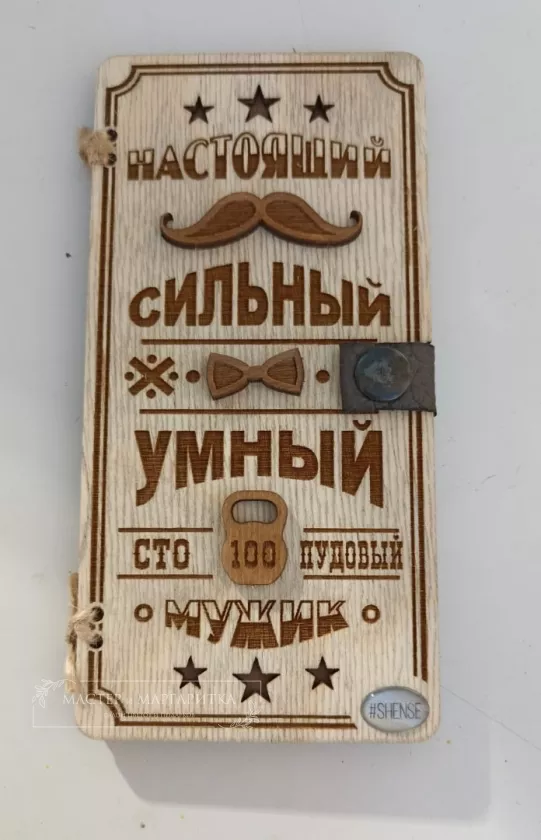 НАСТОЯЩИЙ
СИЛЬНЫЙ
УМНЫЙ
СТО 100 ПУДОВЫЙ
МУЖИК
МАСТЕР и МАРГАРИТКА
#SHENSE